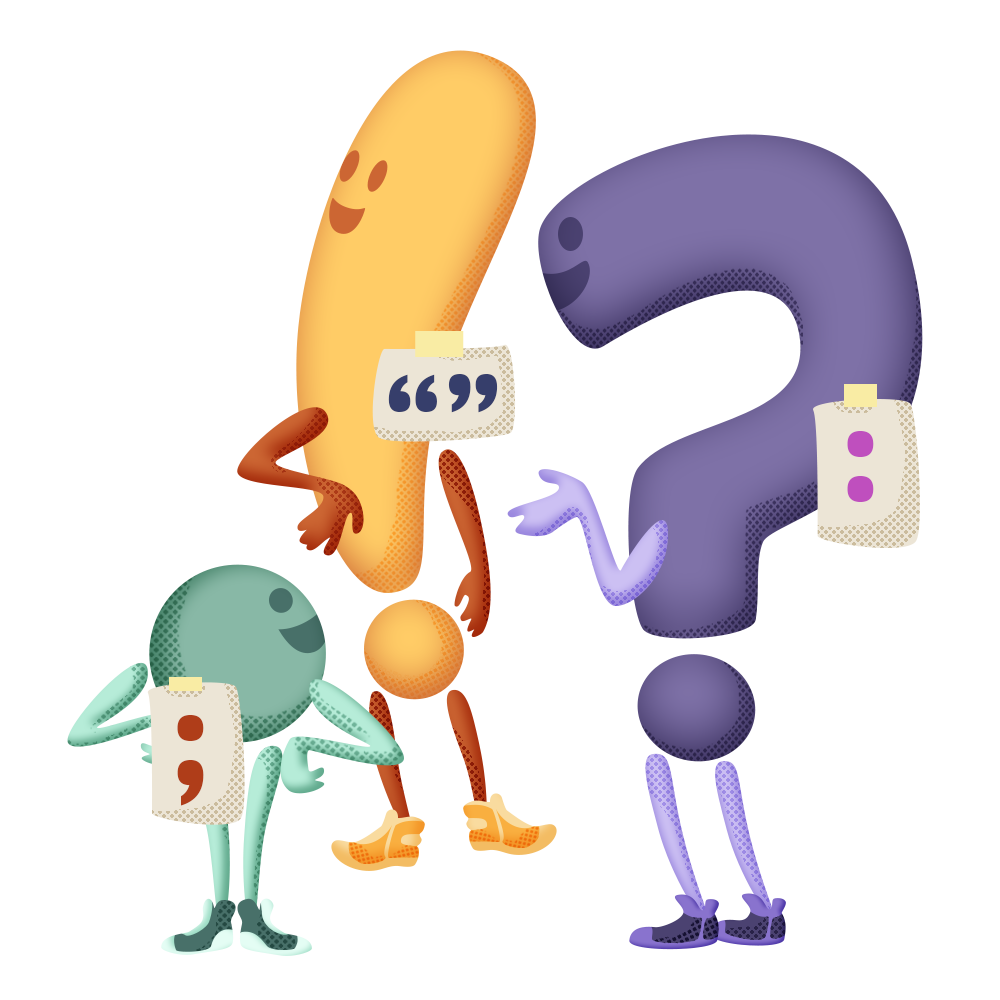 “ ”
:
;